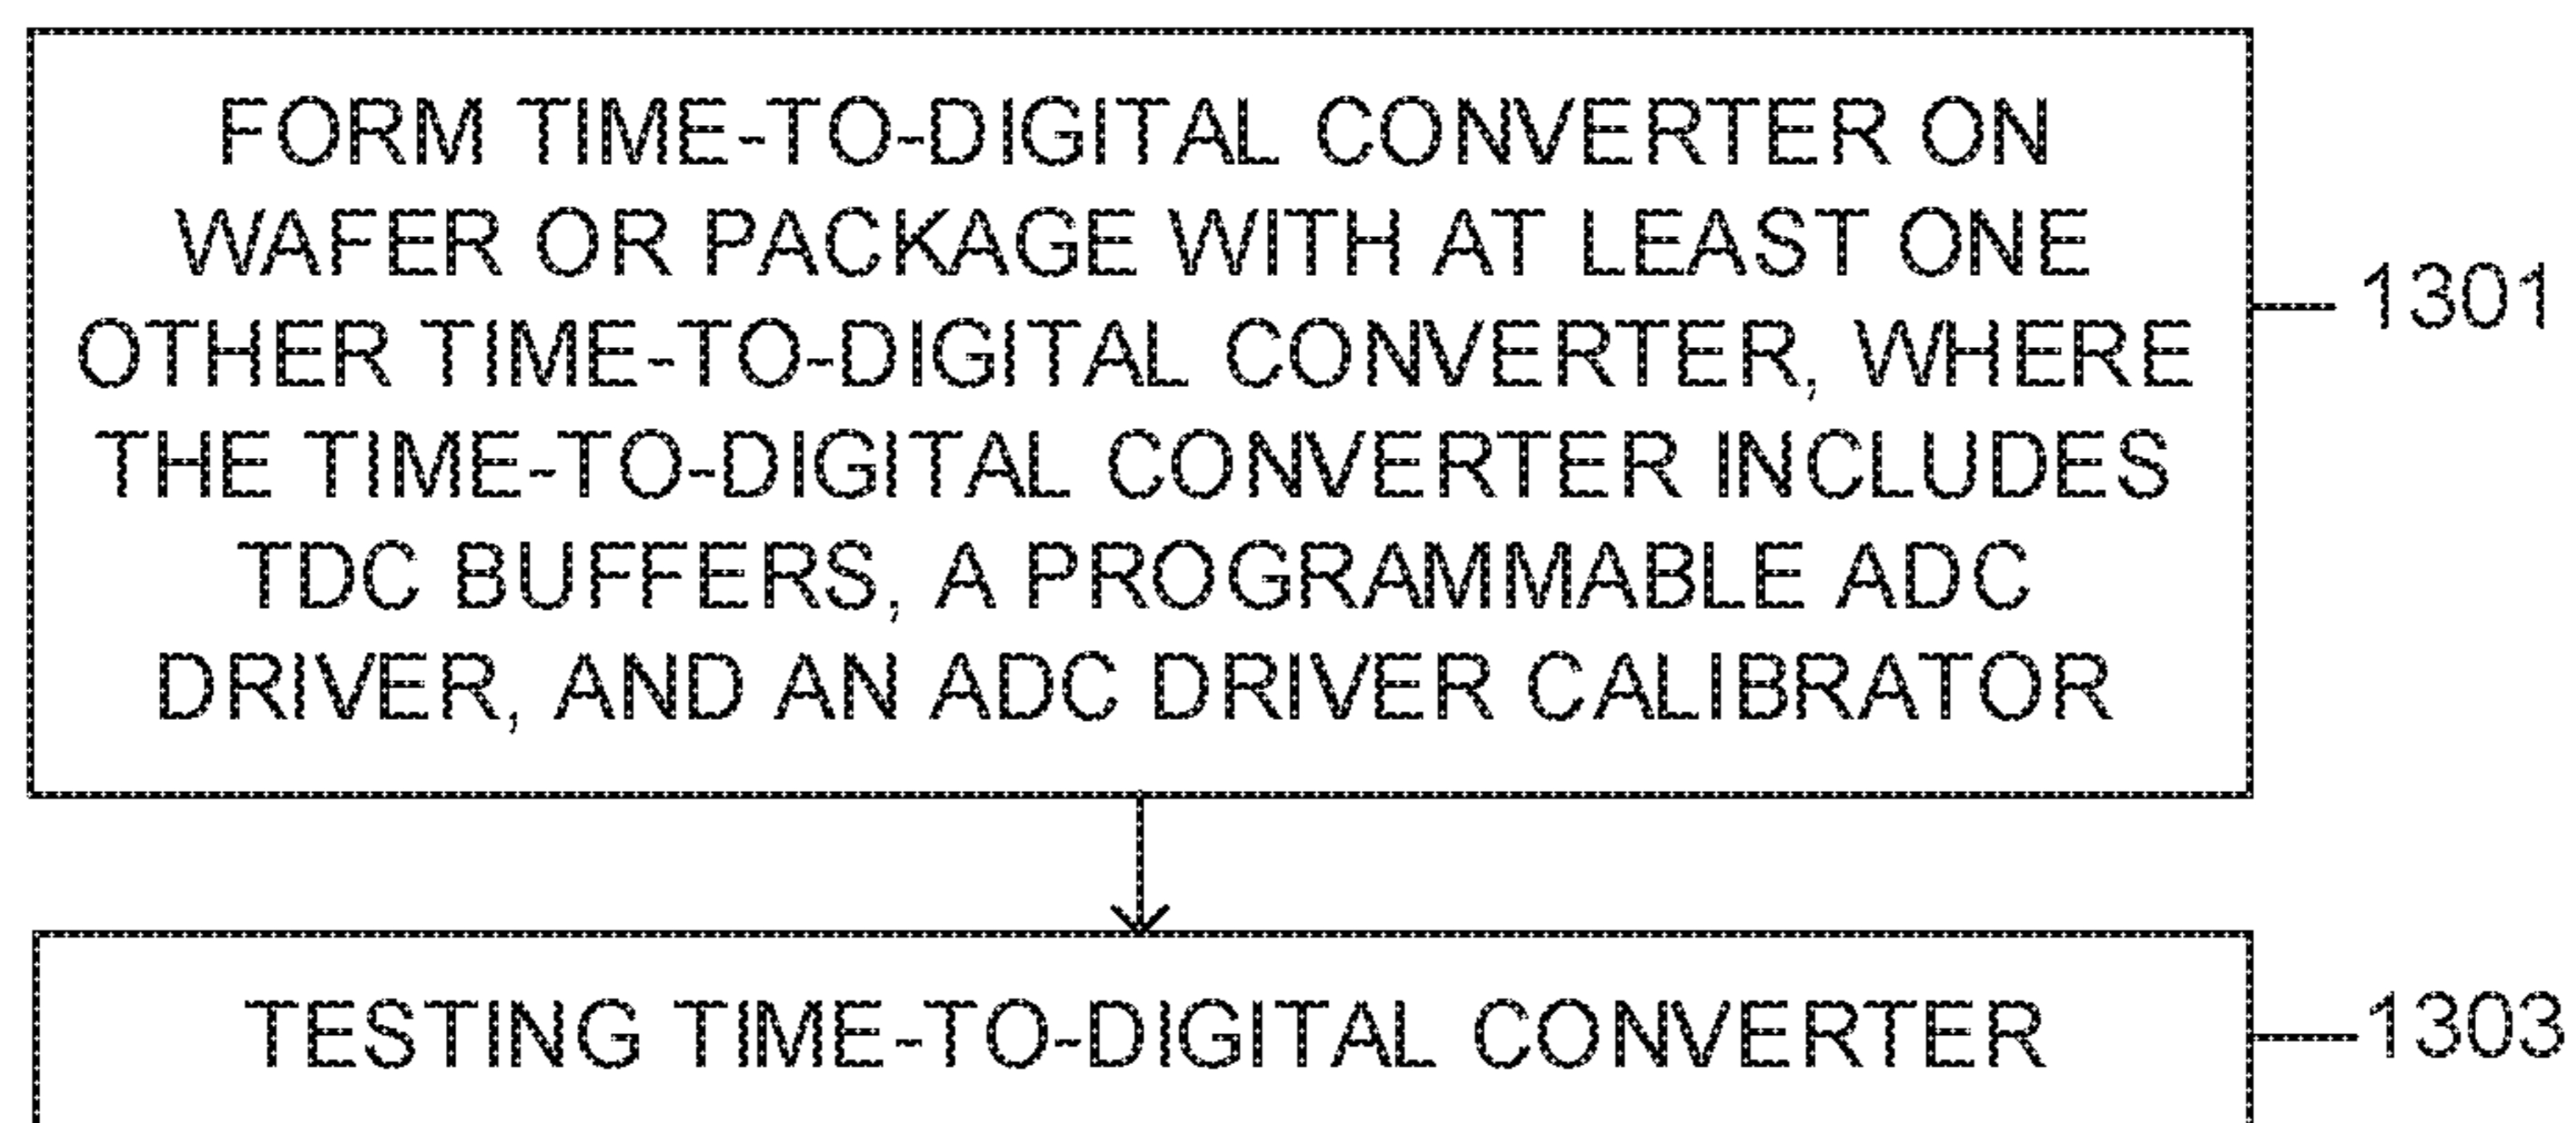 FORM TIME-TO-DIGITAL CONVERTER ON
WAFER OR PACKAGE WITH AT LEAST ONE
OTHER TIME-TO-DIGITAL CONVERTER, WHERE
THE TIME-TO-DIGITAL CONVERTER INCLUDES
TDC BUFFERS, A PROGRAMMABLE ADC
DRIVER, AND AN ADC DRIVER CALIBRATOR
1301
TESTING TIME-TO-DIGITAL CONVERTER
1303